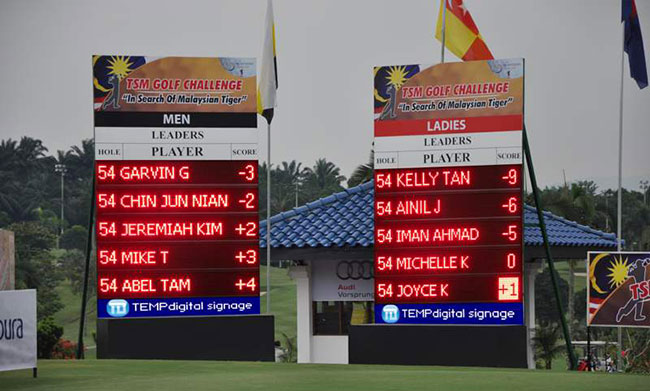 TSM GOLF CHALLENGE
"In Search Of Malaysian Tiger"
MEN
LEADERS
HOLE PLAYER SCORE
54 GARVIN G -3
54 CHIN JUN NIAN -2
54 JEREMIAH KIM +2
54 MIKE T +3
54 ABEL TAM +4
TEMPdigital signage
TSM GOLF CHALLENGE
"In Search Of Malaysian Tiger"
LADIES
LEADERS
HOLE PLAYER SCORE
54 KELLY TAN -9
54 AINIL J -6
54 IMAN AHMAD -5
54 MICHELLE K 0
54 JOYCE K +1
TEMPdigital signage
Audi
Vorsprung